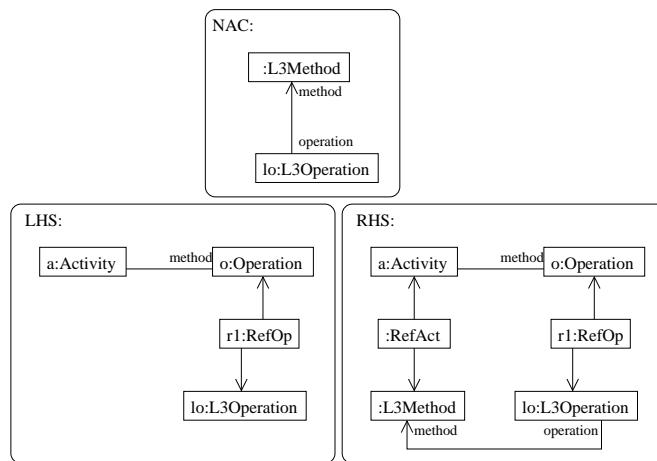 NAC:
:L3Method
method
operation
lo:L3Operation
LHS:
a:Activity
method
o:Operation
r1:RefOp
lo:L3Operation
RHS:
a:Activity
method
o:Operation
:RefAct
r1:RefOp
:L3Method
lo:L3Operation
method
operation